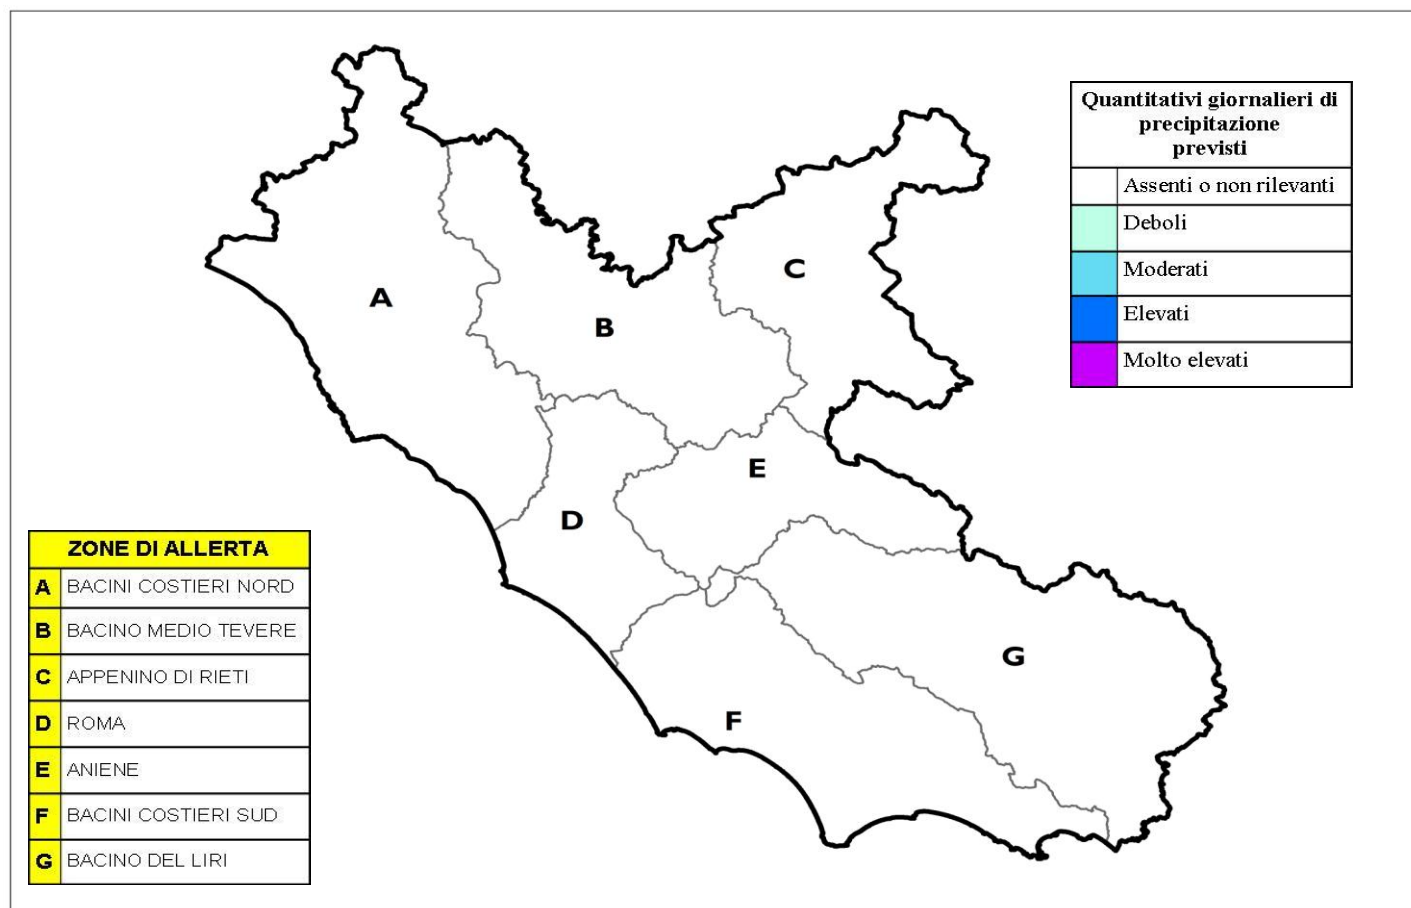 Quantitativi giornalieri di
precipitazione
previsti
Assenti o non rilevanti
Deboli
Moderati
Elevati
Molto elevati
A
B
C
D
E
F
G
ZONE DI ALLERTA
A BACINI COSTIERI NORD
B BACINO MEDIO TEVERE
C APPENINO DI RIETI
D ROMA
E ANIENE
F BACINI COSTIERI SUD
G BACINO DEL LIRI